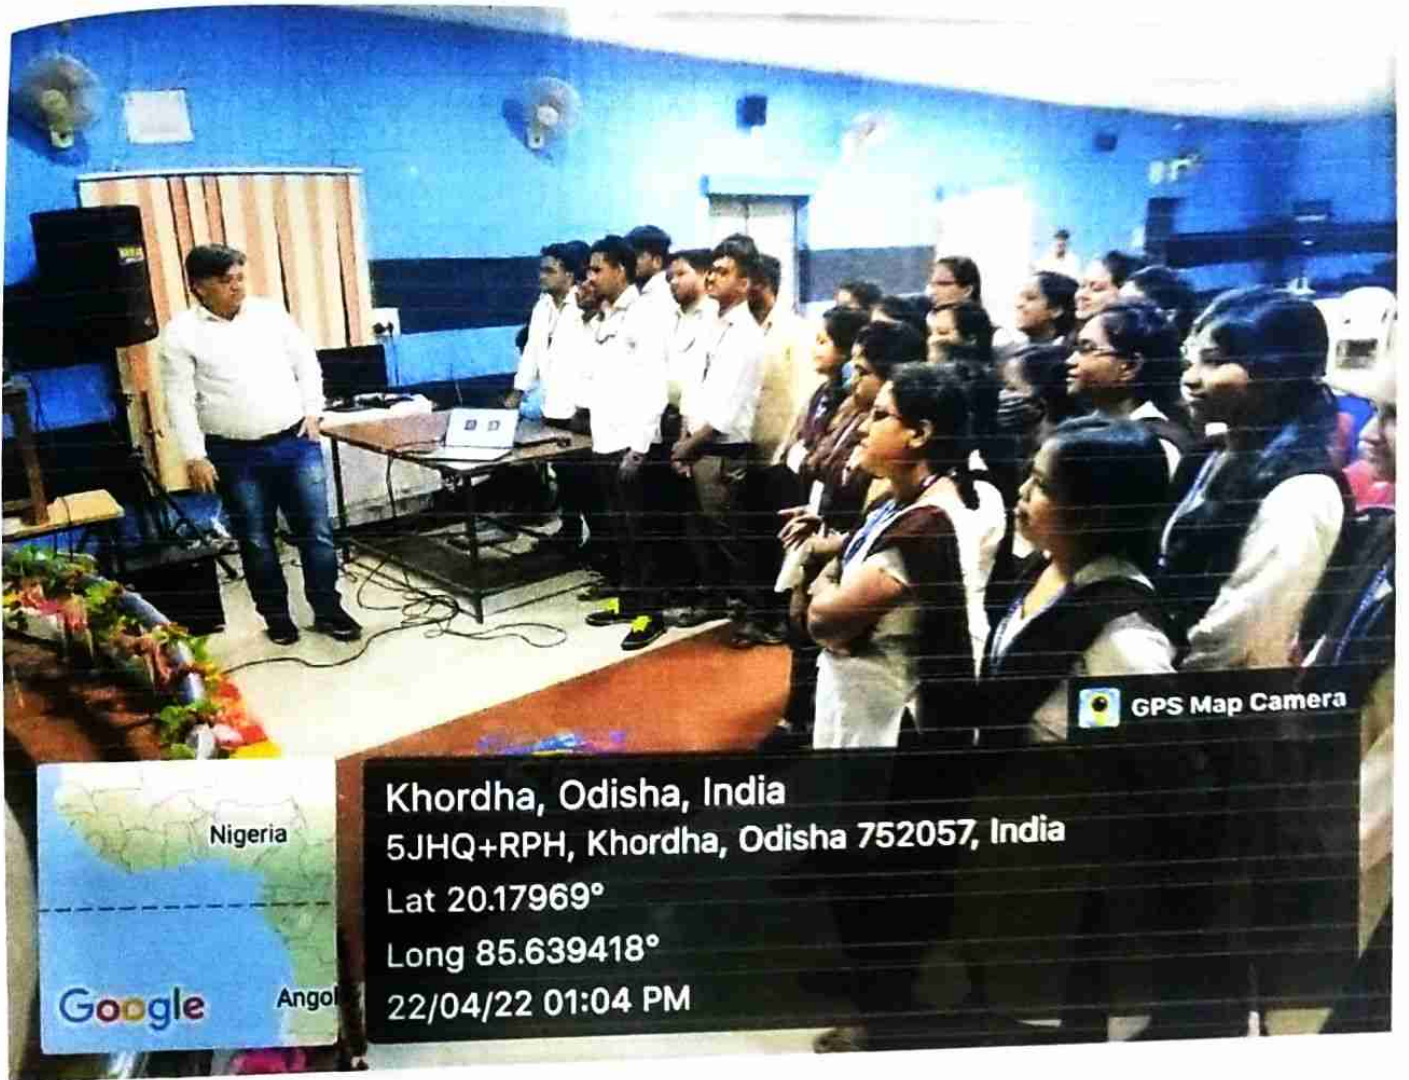 GPS Map Camera
Nigeria
Google
Angol
Khordha, Odisha, India
5JHQ+RPH, Khordha, Odisha 752057, India
Lat 20.17969°
Long 85.639418°
22/04/22 01:04 PM